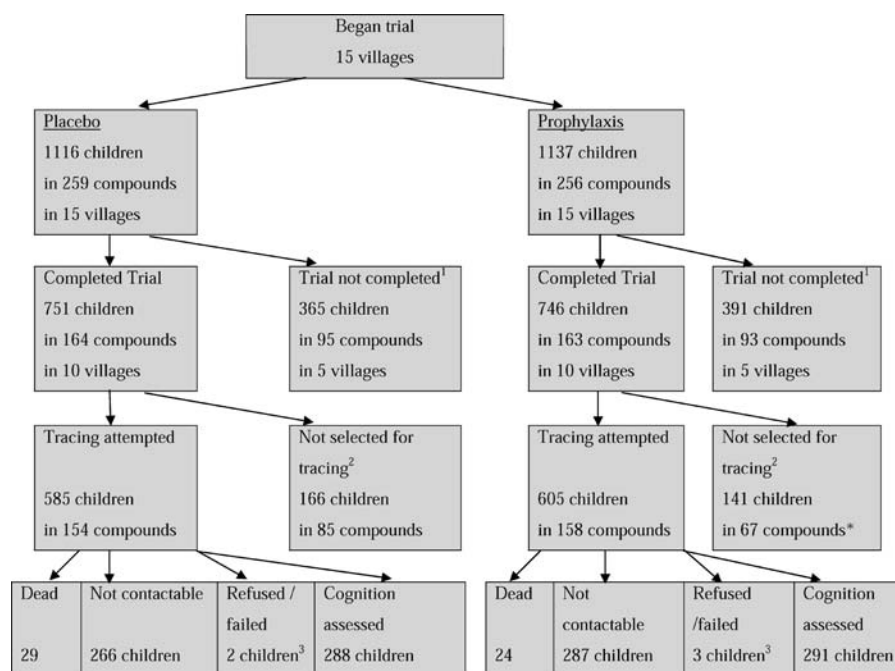 Began trial
15 villages
Placebo
1116 children
in 259 compounds
in 15 villages
Prophylaxis
1137 children
in 256 compounds
in 15 villages
Completed Trial
751 children
in 164 compounds
in 10 villages
Trial not completed¹
365 children
in 95 compounds
in 5 villages
Completed Trial
746 children
in 163 compounds
in 10 villages
Trial not completed¹
391 children
in 93 compounds
in 5 villages
Tracing attempted
585 children
in 154 compounds
Not selected for
tracing²
166 children
in 85 compounds
Tracing attempted
605 children
in 158 compounds
Not selected for
tracing²
141 children
in 67 compounds*
Dead
29
Not contactable
266 children
Refused /
failed
2 children³
Cognition
assessed
288 children
Dead
24
Not
contactable
287 children
Refused
/failed
3 children³
Cognition
assessed
291 children